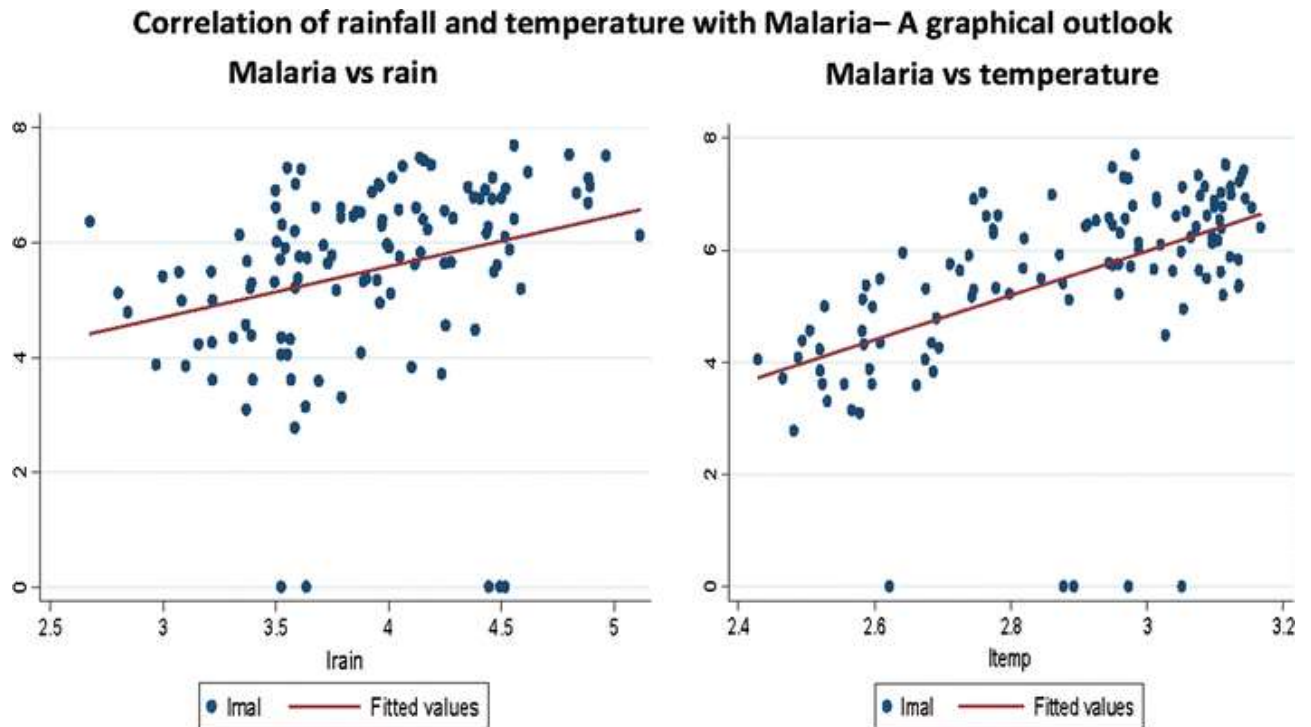 Correlation of rainfall and temperature with Malaria– A graphical outlook
Malaria vs rain
8
6
4
2
0
2.5 3 3.5 4 4.5 5
lrain
lmal Fitted values
Malaria vs temperature
8
6
4
2
0
2.4 2.6 2.8 3 3.2
ltemp
lmal Fitted values